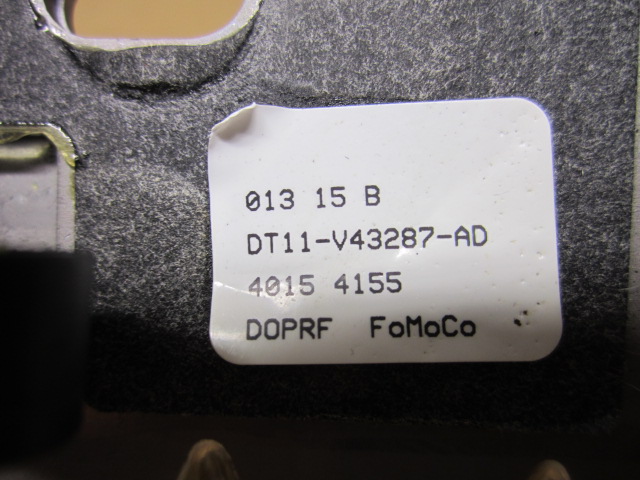 013 15 B
DT11-V43287-AD
4015 4155
DOPRF FoMoCo